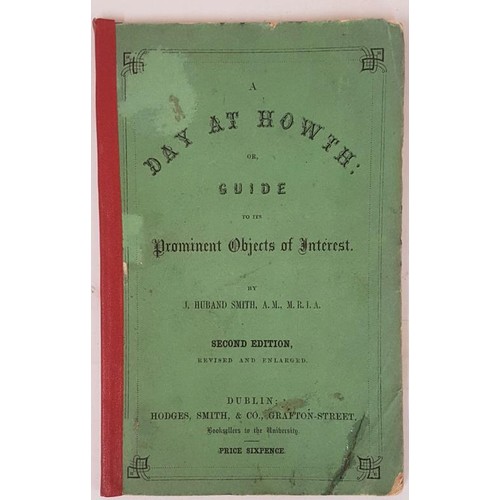 A
DAY AT HOWTH;
OR,
GUIDE
TO ITS
Prominent Objects of Interest.
BY
J. HUBAND SMITH, A.M., M.R.I.A.
SECOND EDITION,
REVISED AND ENLARGED.
DUBLIN:
HODGES, SMITH, & CO., GRAFTON-STREET,
Booksellers to the University.
PRICE SIXPENCE.